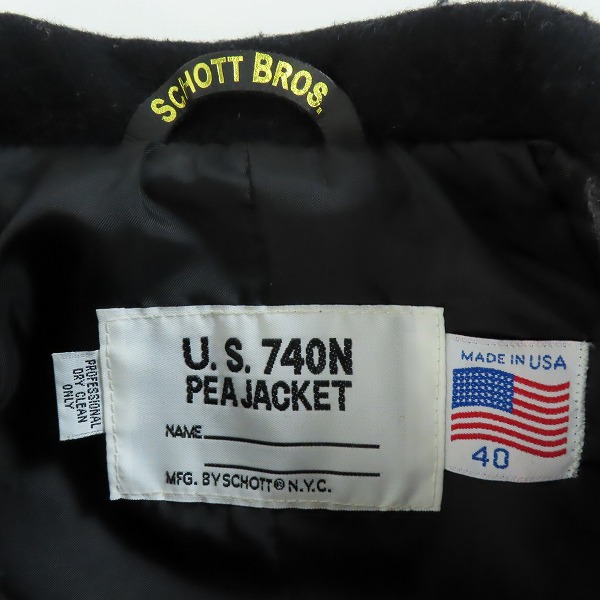 SCHOTT BROS.
U.S. 740N
PEAJACKET
NAME
MFG. BY SCHOTT® N.Y.C.
PROFESSIONAL
DRY CLEAN
ONLY
MADE IN USA
40